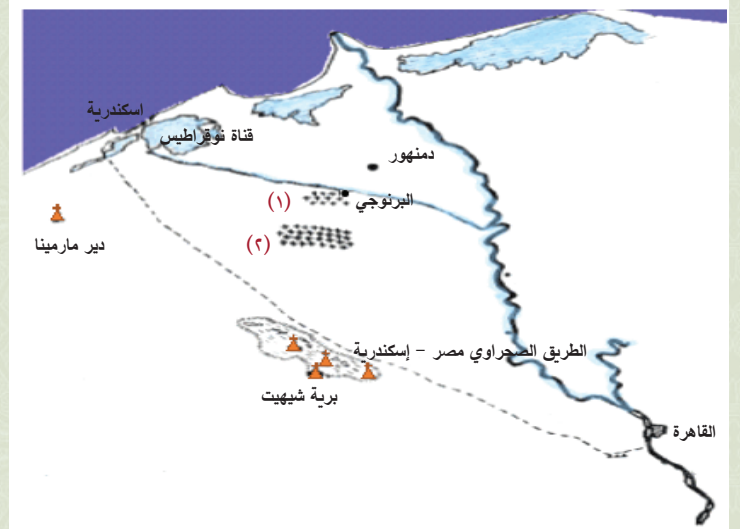 اسكندرية
قناة نوقراطيس
دمنهور
البرنوجي
(١)
(٢)
دير مارمينا
الطريق الصحراوي مصر - إسكندرية
برية شيهيت
القاهرة